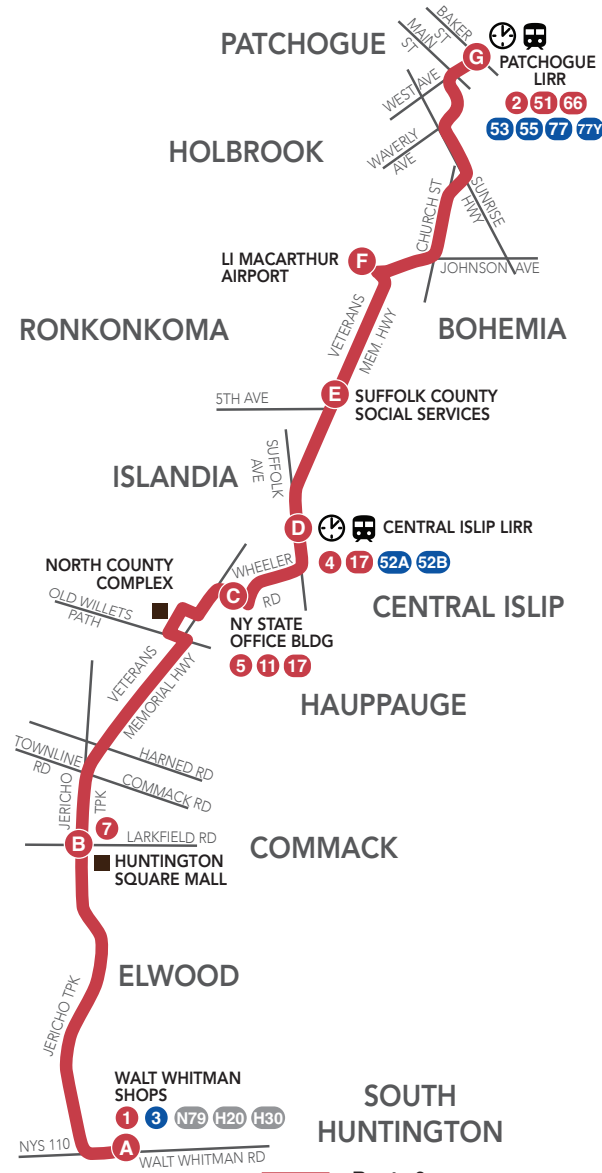 BAKER
ST
MAIN
ST
PATCHOGUE
G
PATCHOGUE
LIRR
2 51 66
53 55 77 77Y
WEST AVE
HOLBROOK
WAVERLY
AVE
CHURCH ST
SUNRISE
HWY
F
LI MACARTHUR
AIRPORT
JOHNSON AVE
RONKONKOMA
VETERANS
MEM. HWY
BOHEMIA
E
SUFFOLK COUNTY
SOCIAL SERVICES
5TH AVE
SUFFOLK
AVE
ISLANDIA
D
CENTRAL ISLIP LIRR
4 17 52A 52B
NORTH COUNTY
COMPLEX
WHEELER
RD
OLD WILLETS
PATH
C
CENTRAL ISLIP
NY STATE
OFFICE BLDG
5 11 17
VETERANS
MEMORIAL HWY
HAUPPAUGE
TOWNLINE
RD
HARNED RD
COMMACK RD
JERICHO
TPK
7
B
LARKFIELD RD
COMMACK
HUNTINGTON
SQUARE MALL
ELWOOD
JERICHO TPK
WALT WHITMAN
SHOPS
1 3 N79 H20 H30
SOUTH
HUNTINGTON
NYS 110
A
WALT WHITMAN RD